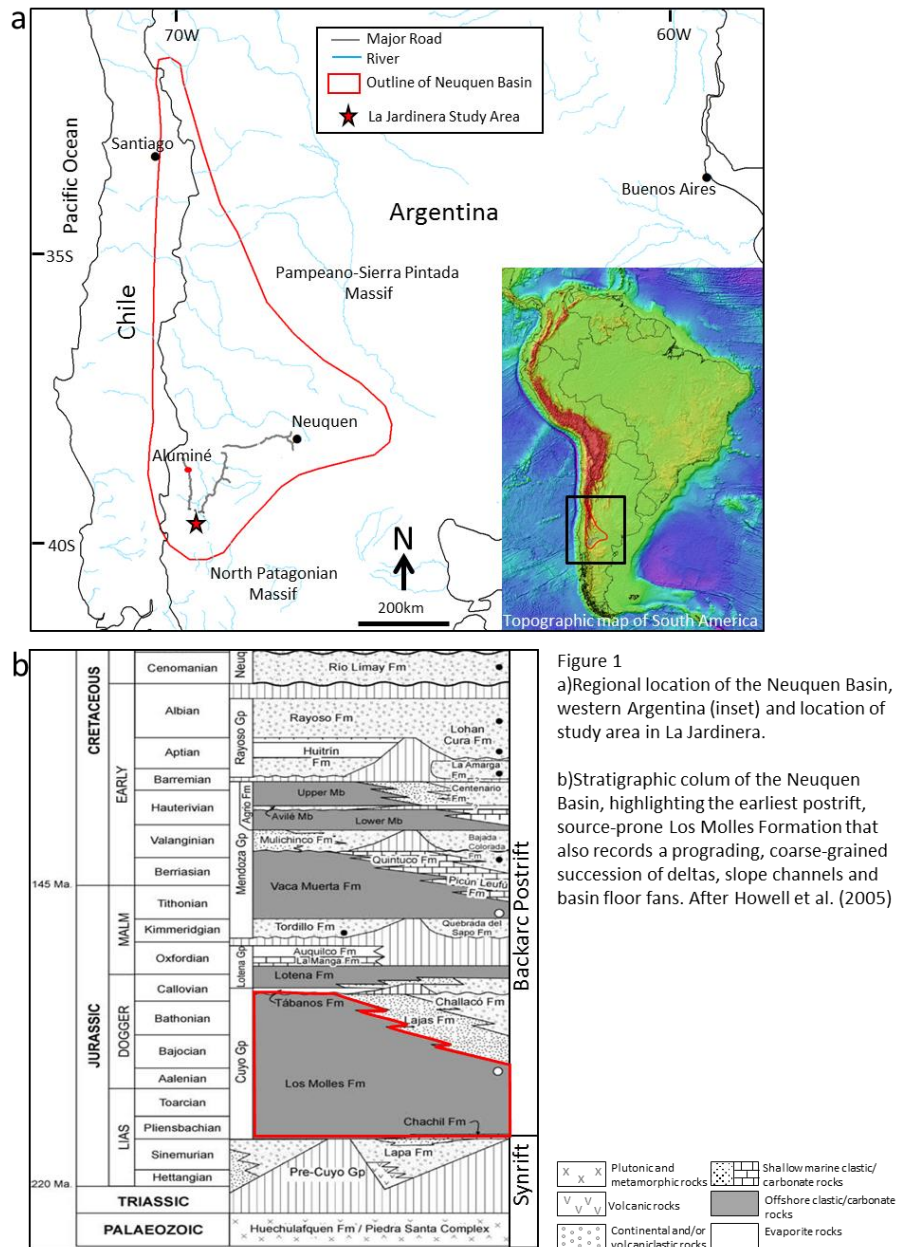 a
70W
60W
Major Road
River
Outline of Neuquen Basin
La Jardinera Study Area
Pacific Ocean
Santiago
Buenos Aires
Argentina
35S
Pampeano-Sierra Pintada
Massif
Chile
Neuquen
Aluminé
40S
North Patagonian
Massif
N
200km
Topographic map of South America
b
CRETACEOUS
EARLY
JURASSIC
MALM
DOGGER
LIAS
145 Ma.
220 Ma.
Cenomanian
Albian
Aptian
Barremian
Hauterivian
Valanginian
Berriasian
Tithonian
Kimmeridgian
Oxfordian
Callovian
Bathonian
Bajocian
Aalenian
Toarcian
Pliensbachian
Sinemurian
Hettangian
TRIASSIC
PALAEOZOIC
Neuq
Rayoso Gp
Agrio Fm
Mendoza Gp
Lotena Gp
Cuyo Gp
Rio Limay Fm
Rayoso Fm
Lohan
Cura Fm
Huitrin
Fm
La Amarga
Fm
Upper Mb
Centenario
Fm
Avilé Mb
Lower Mb
Mulichinco Fm
Bajada
Colorada
Fm
Quintuco Fm
Picún Leufú
Fm
Vaca Muerta Fm
Tordillo Fm
Quebrada del
Sapo Fm
Auquilco Fm
La Manga Fm
Lotena Fm
Tábanos Fm
Challacó Fm
Lajas Fm
Los Molles Fm
Chachil Fm
Lapa Fm
Pre-Cuyo Gp
Huechulafquen Fm / Piedra Santa Complex
Backarc Postrift
Synrift
Figure 1
a)Regional location of the Neuquen Basin,
western Argentina (inset) and location of
study area in La Jardinera.
b)Stratigraphic colum of the Neuquen
Basin, highlighting the earliest postrift,
source-prone Los Molles Formation that
also records a prograding, coarse-grained
succession of deltas, slope channels and
basin floor fans. After Howell et al. (2005)
Plutonic and
metamorphic rocks
Volcanic rocks
Continental and/or
volcaniclastic rocks
Shallow marine clastic/
carbonate rocks
Offshore clastic/carbonate
rocks
Evaporite rocks